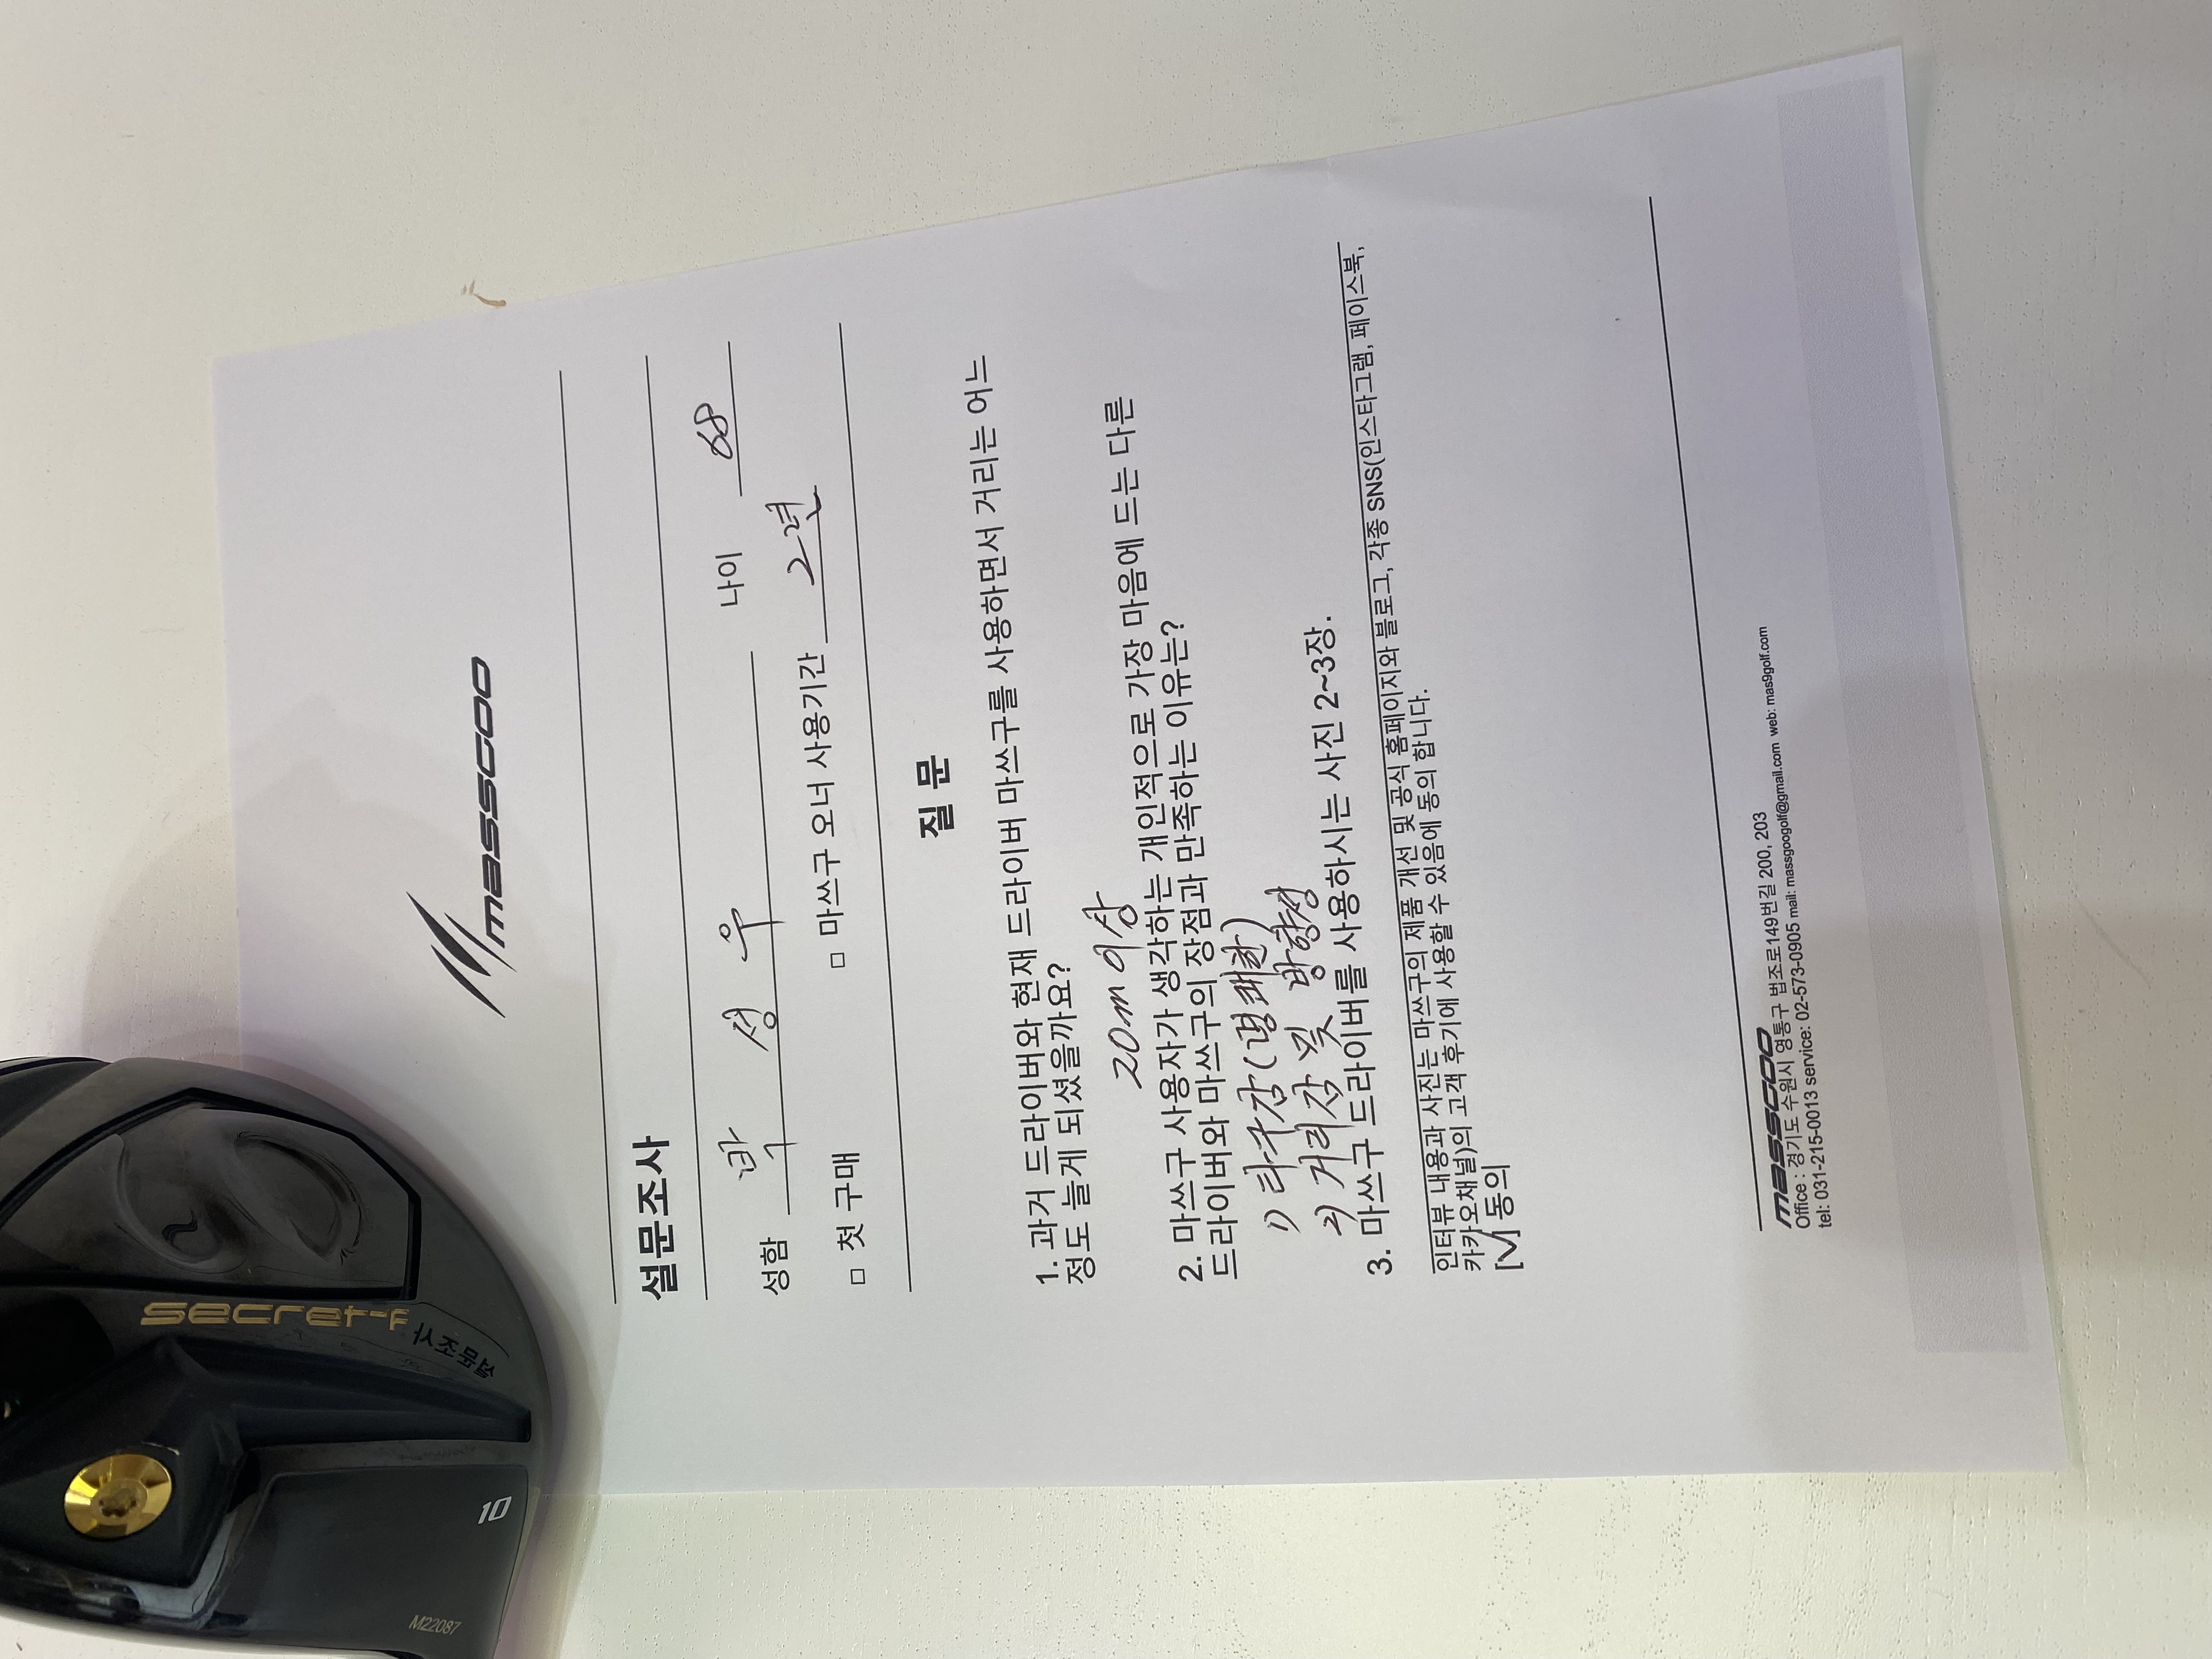 secret-f
M22087
10
massgoo
설문조사
성함 박 성 우 나이 68
□ 첫 구매 □ 마쓰구 오너 사용기간 2년
질 문
1. 과거 드라이버와 현재 드라이버 마쓰구를 사용하면서 거리는 어느
정도 늘게 되셨을까요?
20m 이상
2. 마쓰구 사용자가 생각하는 개인적으로 가장 마음에 드는 다른
드라이버와 마쓰구의 장점과 만족하는 이유는?
1) 타구감(경쾌한)
2) 거리감 및 방향성
3. 마쓰구 드라이버를 사용하시는 사진 2~3장.
인터뷰 내용과 사진는 마쓰구의 제품 개선 및 공식 홈페이지와 블로그, 각종 SNS(인스타그램, 페이스북,
카카오채널)의 고객 후기에 사용할 수 있음에 동의 합니다.
[V] 동의
massgoo
Office : 경기도 수원시 영통구 법조로149번길 200, 203
tel: 031-215-0013 service: 02-573-0905 mail: massgoogolf@gmail.com web: mas9golf.com